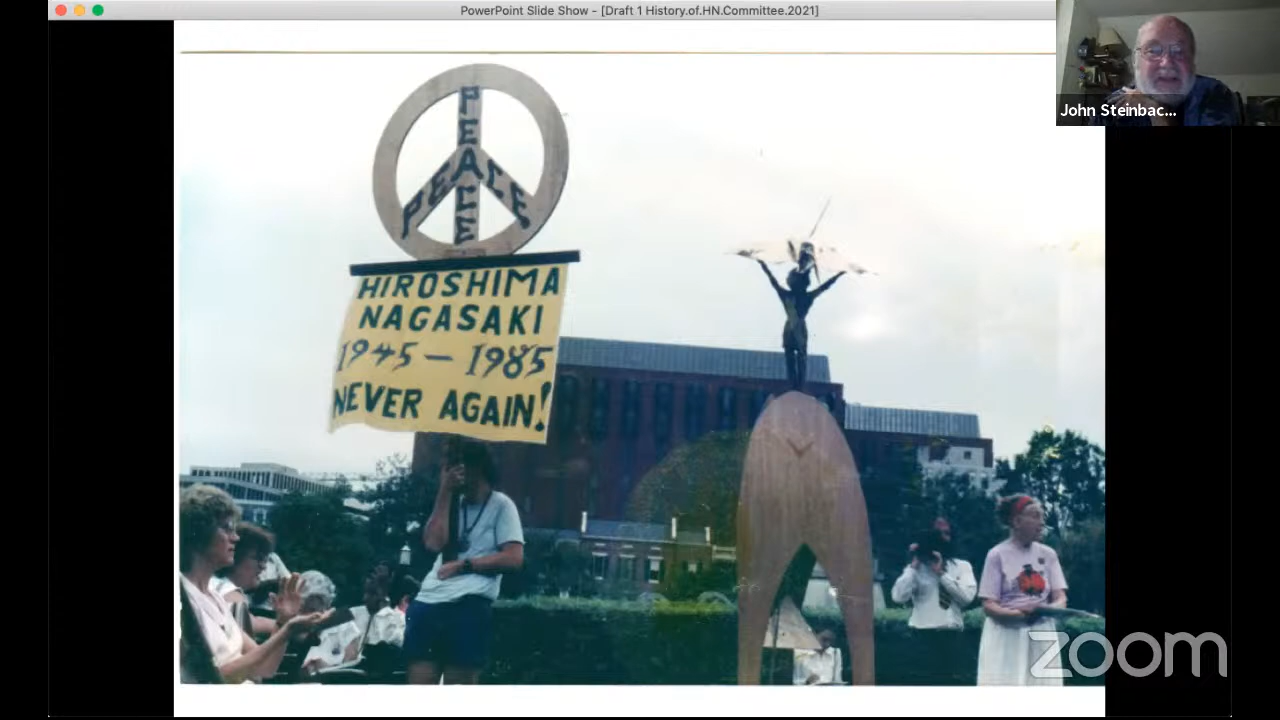 PowerPoint Slide Show - [Draft 1 History.of.HN.Committee.2021]
John Steinbac...
PEACE
PEACE
HIROSHIMA
NAGASAKI
1945 - 1985
NEVER AGAIN!
zoom